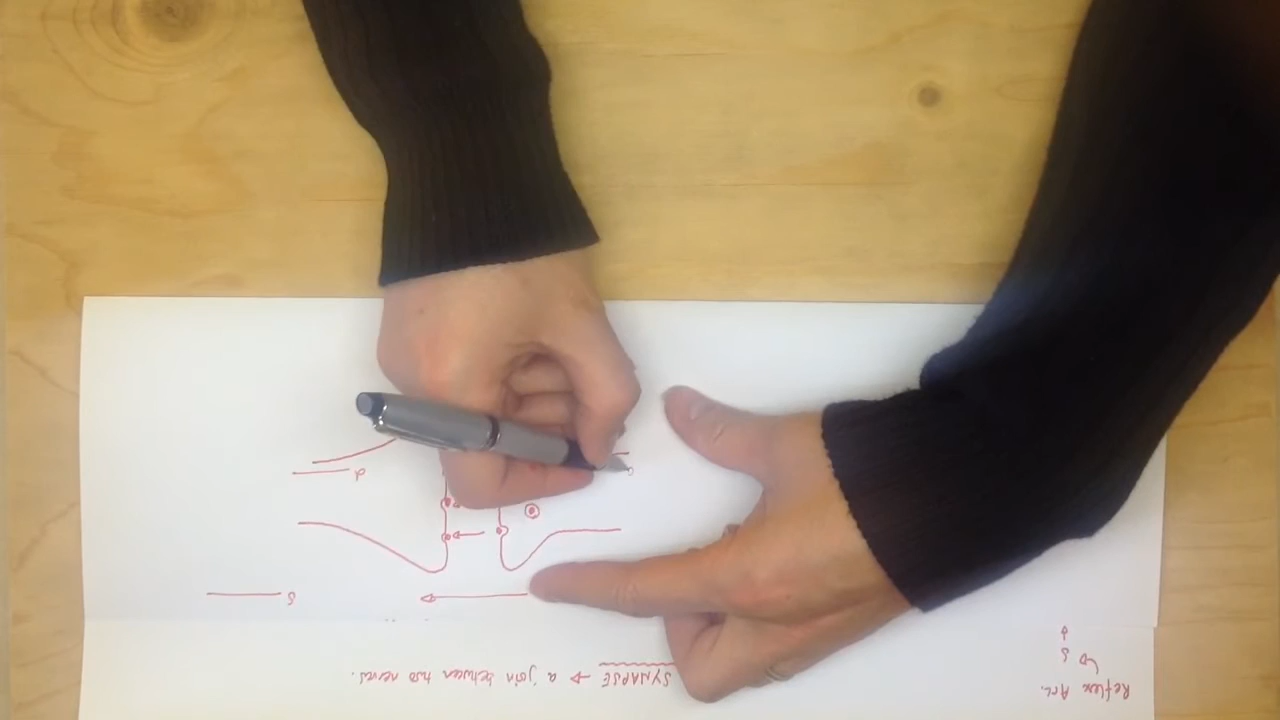 Reflex Arc.
↳ S
SYNAPSE → a join between two nerves.